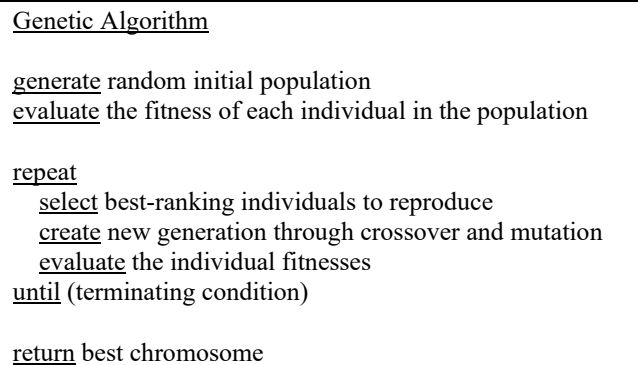 Genetic Algorithm
generate random initial population
evaluate the fitness of each individual in the population
repeat
select best-ranking individuals to reproduce
create new generation through crossover and mutation
evaluate the individual fitnesses
until (terminating condition)
return best chromosome